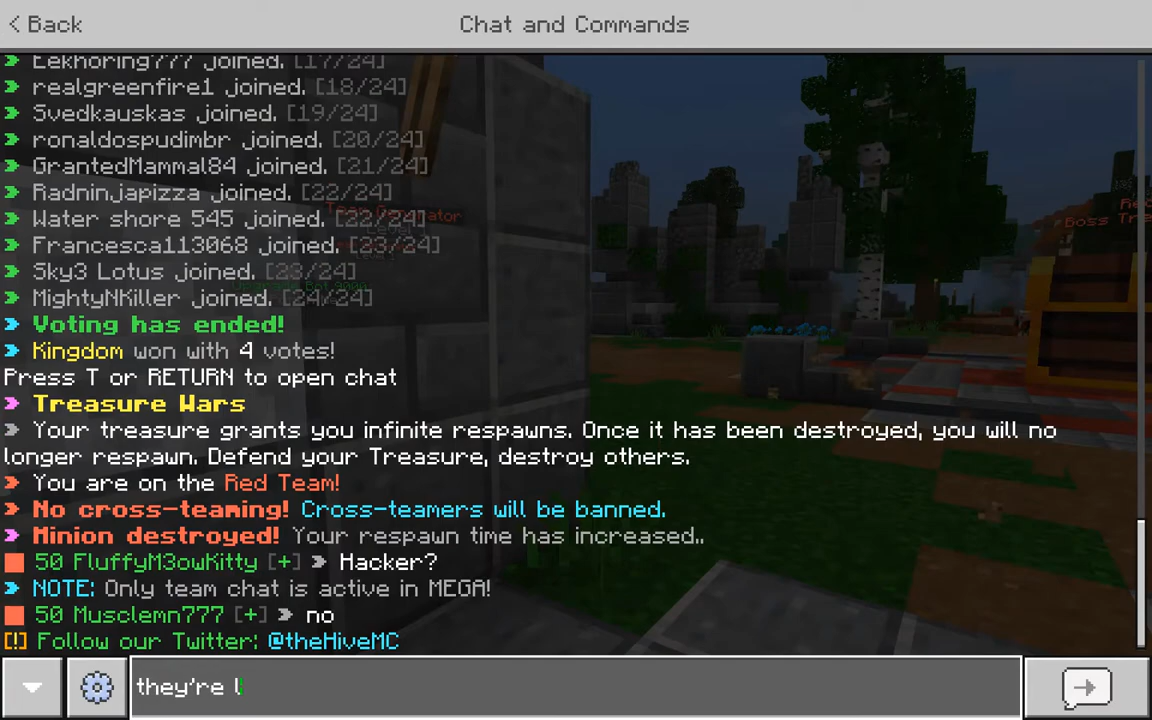 < Back
Chat and Commands
Eekhoring777 joined. [17/24]
realgreenfire1 joined. [18/24]
Svedkauskas joined. [19/24]
ronaldospudimbr joined. [20/24]
GrantedMammal84 joined. [21/24]
Radninjapizza joined. [22/24]
Water shore 545 joined. [22/24]
Francesca113068 joined. [23/24]
Sky3 Lotus joined. [23/24]
MightyNKiller joined. [24/24]
Voting has ended!
Kingdom won with 4 votes!
Press T or RETURN to open chat
Treasure Wars
Your treasure grants you infinite respawns. Once it has been destroyed, you will no
longer respawn. Defend your Treasure, destroy others.
You are on the Red Team!
No cross-teaming! Cross-teamers will be banned.
Minion destroyed! Your respawn time has increased..
50 FluffyM3owKitty [+] » Hacker?
NOTE: Only team chat is active in MEGA!
50 Musclemn777 [+] » no
[!] Follow our Twitter: @theHiveMC
they're l